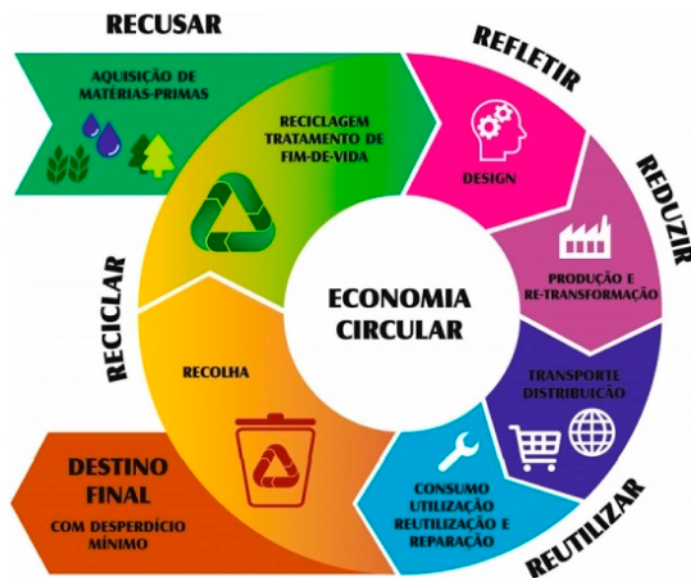 RECUSAR
AQUISIÇÃO DE
MATÉRIAS-PRIMAS
RECICLAGEM
TRATAMENTO DE
FIM-DE-VIDA
REFLETIR
DESIGN
REDUZIR
PRODUÇÃO E
RE-TRANSFORMAÇÃO
ECONOMIA
CIRCULAR
RECICLAR
RECOLHA
TRANSPORTE
DISTRIBUIÇÃO
REUTILIZAR
CONSUMO
UTILIZAÇÃO
REUTILIZAÇÃO E
REPARAÇÃO
DESTINO
FINAL
COM DESPERDÍCIO
MÍNIMO